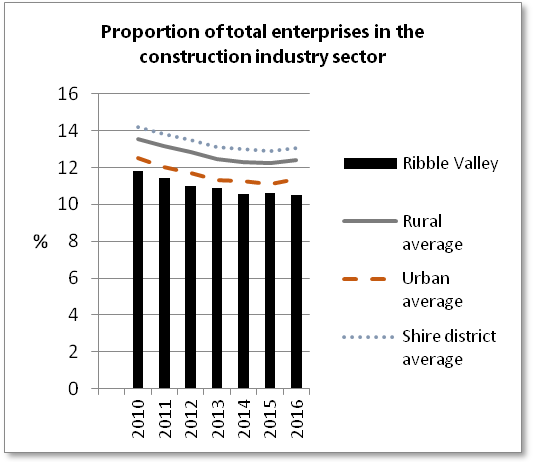 Proportion of total enterprises in the
construction industry sector
16
14
12
10
8
6
4
2
0
%
2010
2011
2012
2013
2014
2015
2016
Ribble Valley
Rural
average
Urban
average
Shire district
average